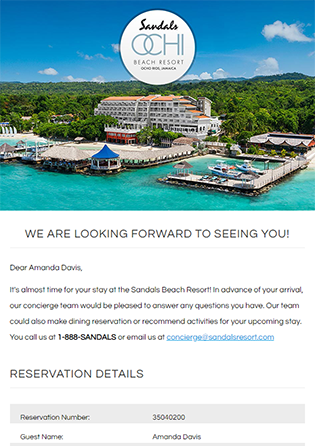 Sandals
OCHI
BEACH RESORT
OCHO RIOS, JAMAICA
WE ARE LOOKING FORWARD TO SEEING YOU!
Dear Amanda Davis,
It's almost time for your stay at the Sandals Beach Resort! In advance of your arrival,
our concierge team would be pleased to answer any questions you have. Our team
could also make dining reservation or recommend activities for your upcoming stay.
You call us at 1-888-SANDALS or email us at concierge@sandalsresort.com
RESERVATION DETAILS
Reservation Number: 35040200
Guest Name: Amanda Davis